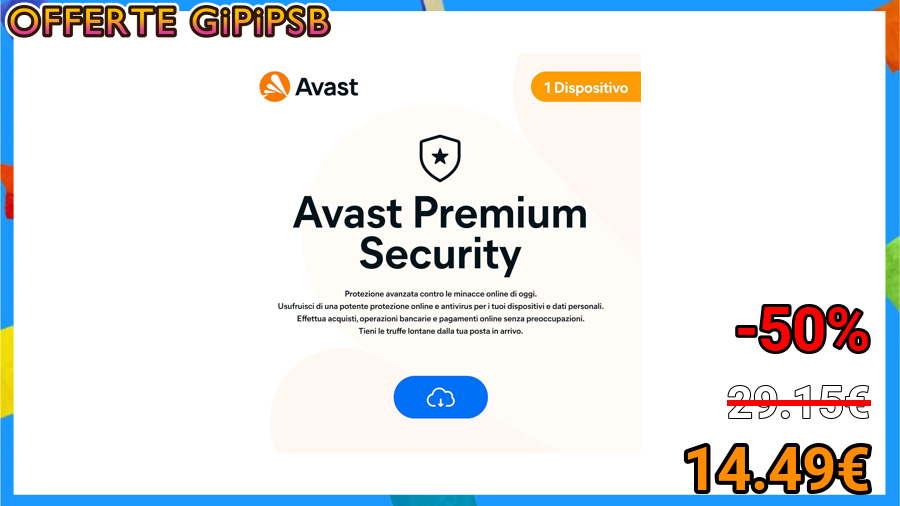 OFFERTE GiPiPSB
Avast
1 Dispositivo
Avast Premium
Security
Protezione avanzata contro le minacce online di oggi.
Usufruisci di una potente protezione online e antivirus per i tuoi dispositivi e dati personali.
Effettua acquisti, operazioni bancarie e pagamenti online senza preoccupazioni.
Tieni le truffe lontane dalla tua posta in arrivo.
-50%
29.15€
14.49€